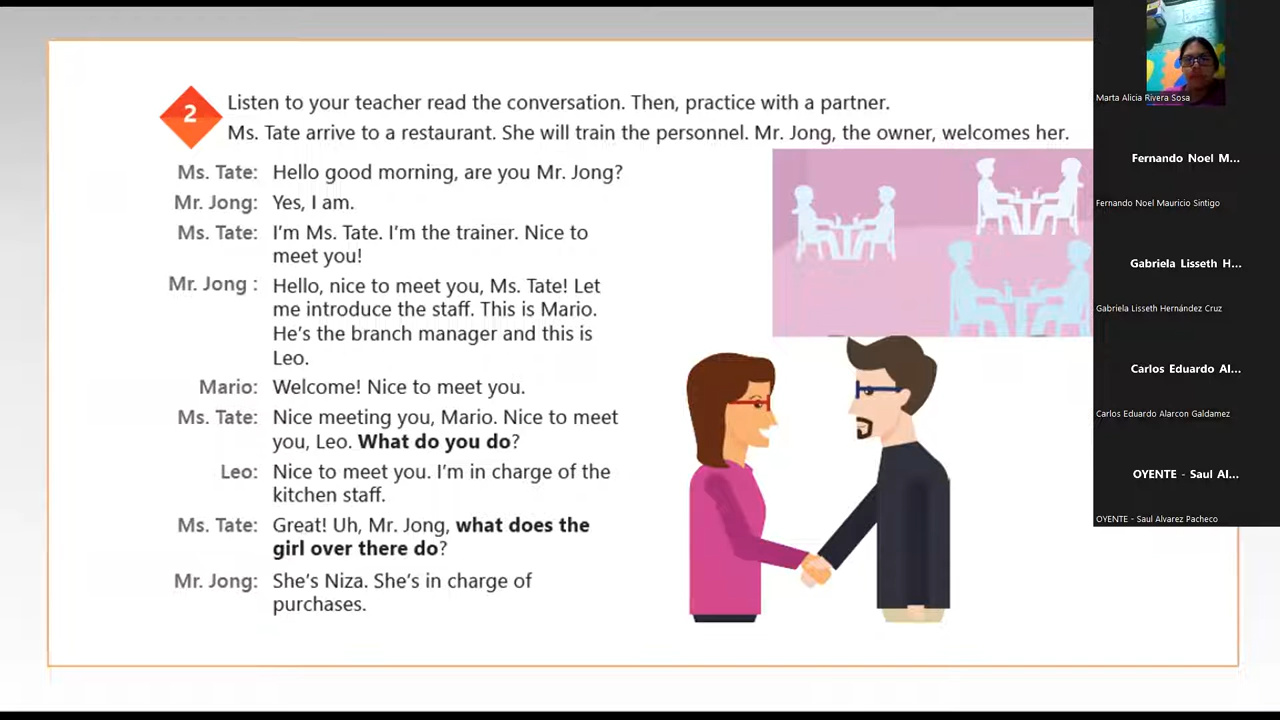 2
Listen to your teacher read the conversation. Then, practice with a partner.
Ms. Tate arrive to a restaurant. She will train the personnel. Mr. Jong, the owner, welcomes her.
Ms. Tate: Hello good morning, are you Mr. Jong?
Mr. Jong: Yes, I am.
Ms. Tate: I'm Ms. Tate. I'm the trainer. Nice to
meet you!
Mr. Jong : Hello, nice to meet you, Ms. Tate! Let
me introduce the staff. This is Mario.
He's the branch manager and this is
Leo.
Mario: Welcome! Nice to meet you.
Ms. Tate: Nice meeting you, Mario. Nice to meet
you, Leo. What do you do?
Leo: Nice to meet you. I'm in charge of the
kitchen staff.
Ms. Tate: Great! Uh, Mr. Jong, what does the
girl over there do?
Mr. Jong: She's Niza. She's in charge of
purchases.
Marta Alicia Rivera Sosa
Fernando Noel M...
Fernando Noel Mauricio Sintigo
Gabriela Lisseth H...
Gabriela Lisseth Hernández Cruz
Carlos Eduardo Al...
Carlos Eduardo Alarcon Galdamez
OYENTE - Saul Al...
OYENTE - Saul Alvarez Pacheco